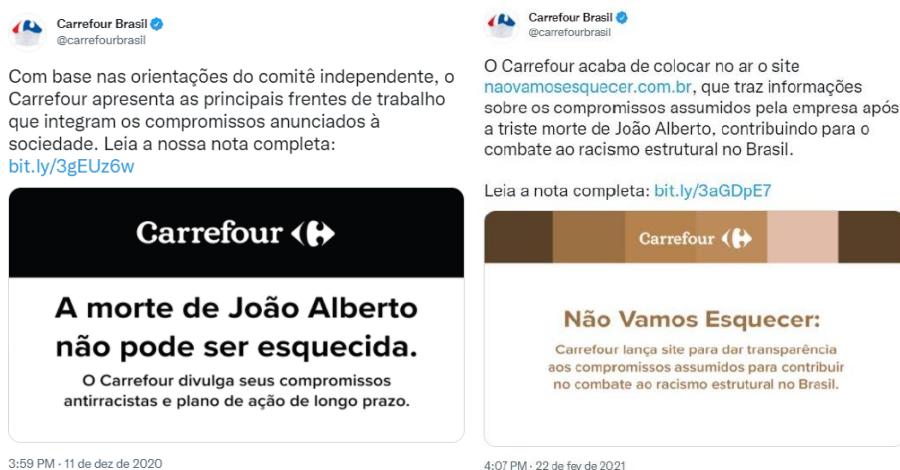 Carrefour Brasil
@carrefourbrasil
Com base nas orientações do comitê independente, o
Carrefour apresenta as principais frentes de trabalho
que integram os compromissos anunciados à
sociedade. Leia a nossa nota completa:
bit.ly/3gEUz6w
Carrefour
A morte de João Alberto
não pode ser esquecida.
O Carrefour divulga seus compromissos
antirracistas e plano de ação de longo prazo.
3:59 PM · 11 de dez de 2020
Carrefour Brasil
@carrefourbrasil
O Carrefour acaba de colocar no ar o site
naovamosesquecer.com.br, que traz informações
sobre os compromissos assumidos pela empresa após
a triste morte de João Alberto, contribuindo para o
combate ao racismo estrutural no Brasil.
Leia a nota completa: bit.ly/3aGDpE7
Carrefour
Não Vamos Esquecer:
Carrefour lança site para dar transparência
aos compromissos assumidos para contribuir
no combate ao racismo estrutural no Brasil.
4:07 PM · 22 de fev de 2021